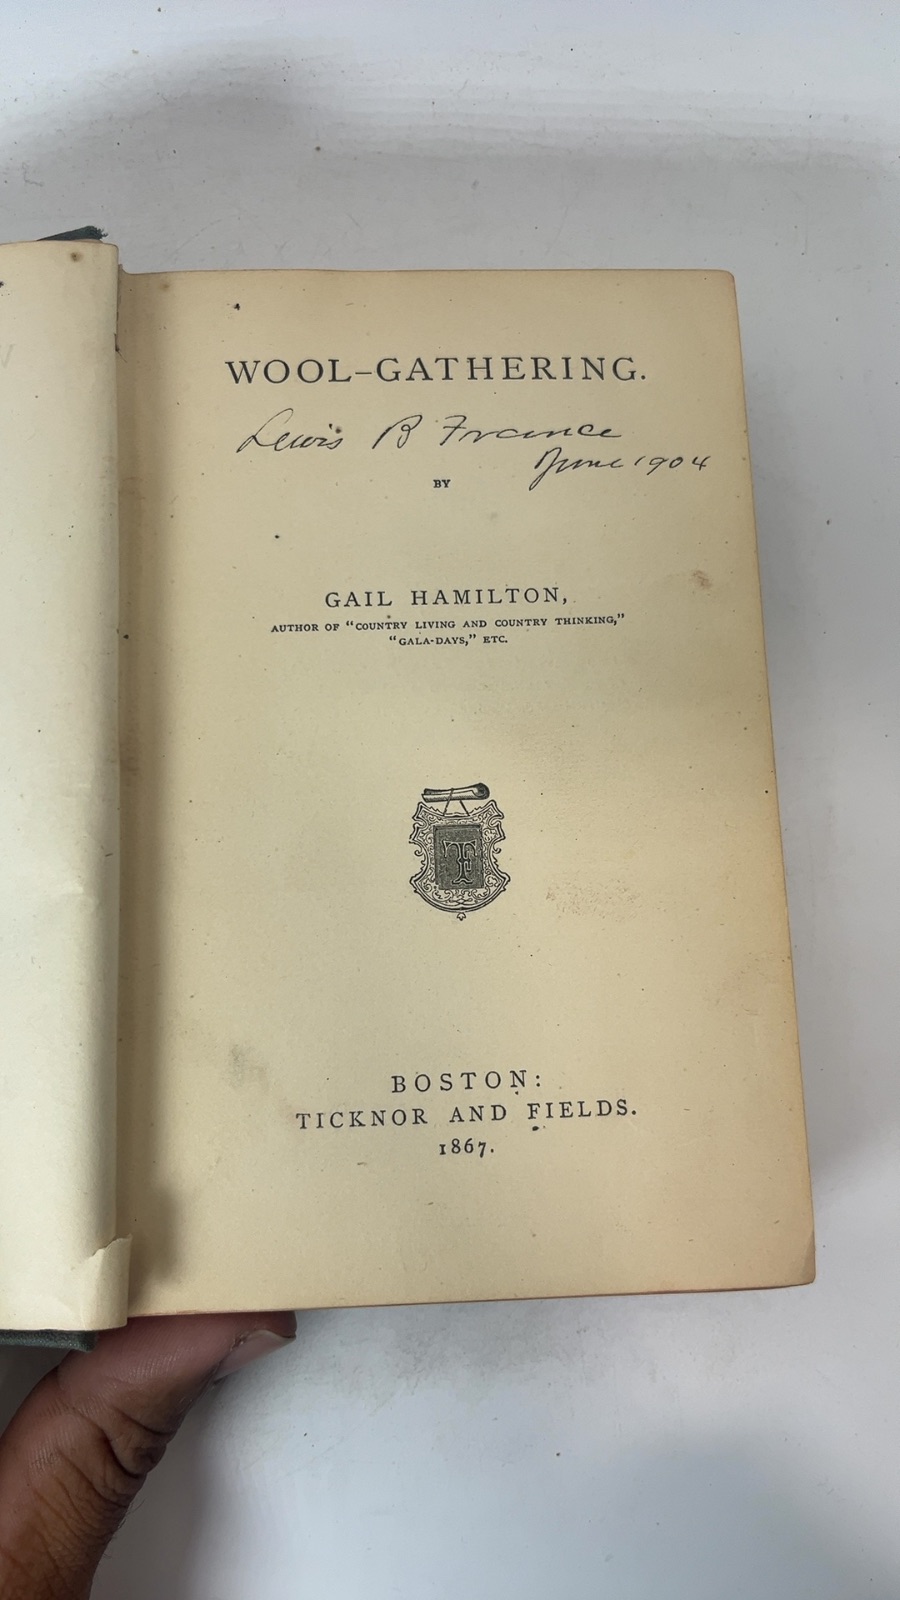 WOOL-GATHERING.
Lewis B France
June 1904
BY
GAIL HAMILTON,
AUTHOR OF "COUNTRY LIVING AND COUNTRY THINKING,"
"GALA-DAYS," ETC.
TF
BOSTON:
TICKNOR AND FIELDS.
1867.